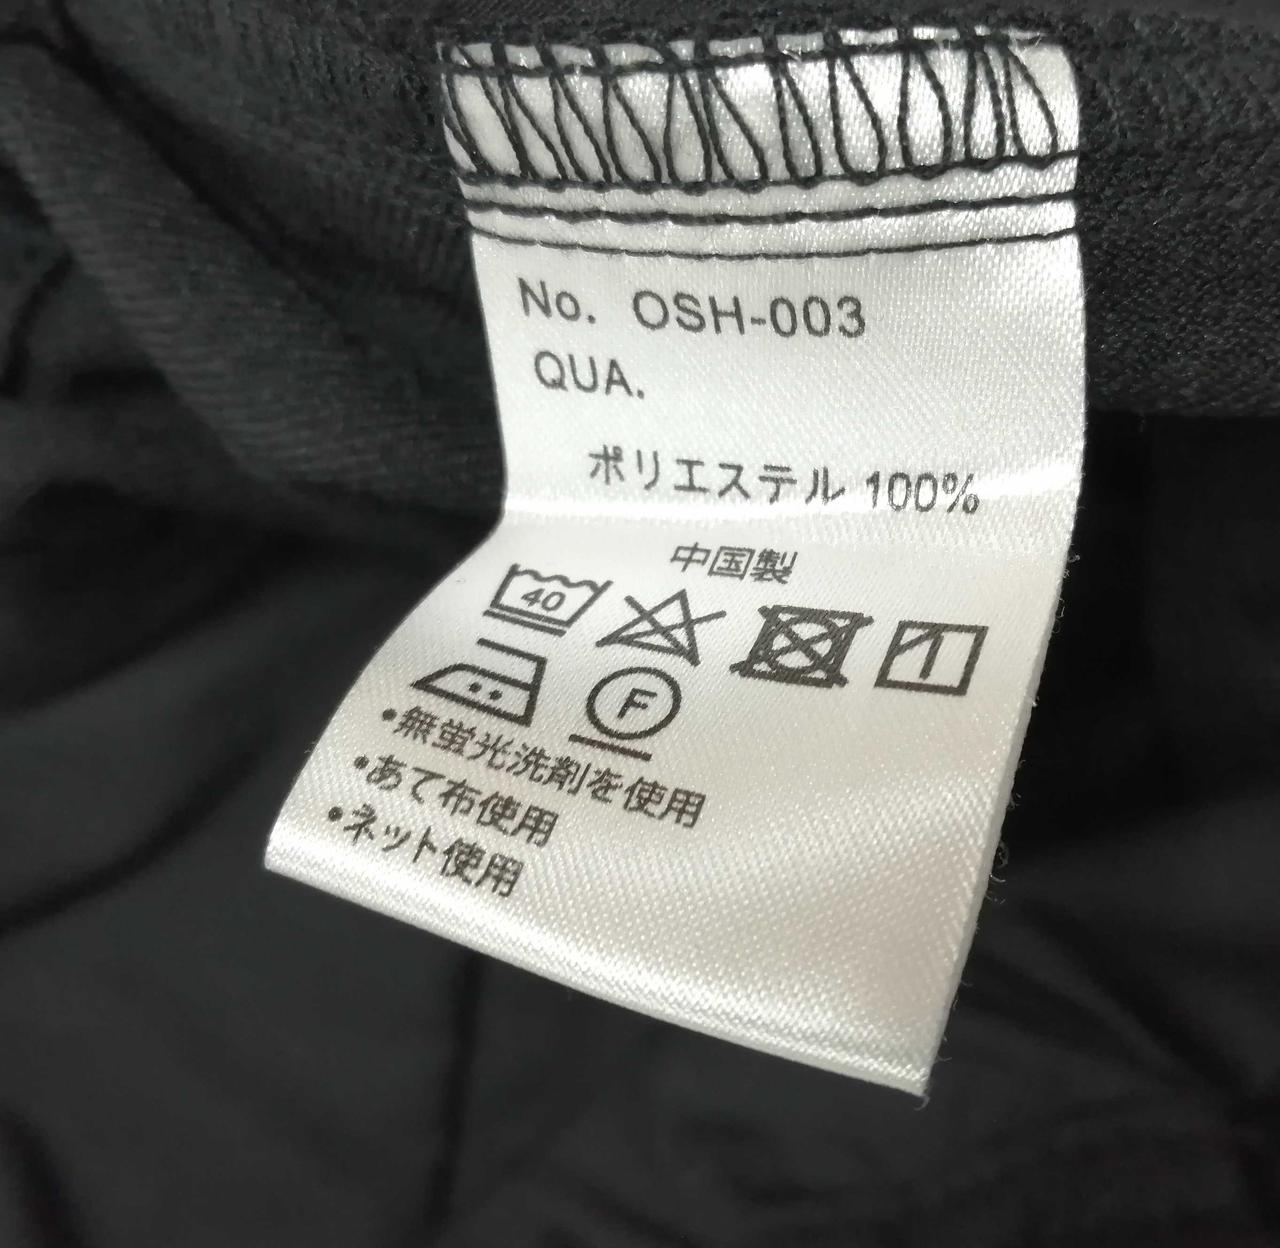 No. OSH-003
QUA.
ポリエステル 100%
中国製
40
F
•無蛍光洗剤を使用
•あて布使用
•ネット使用